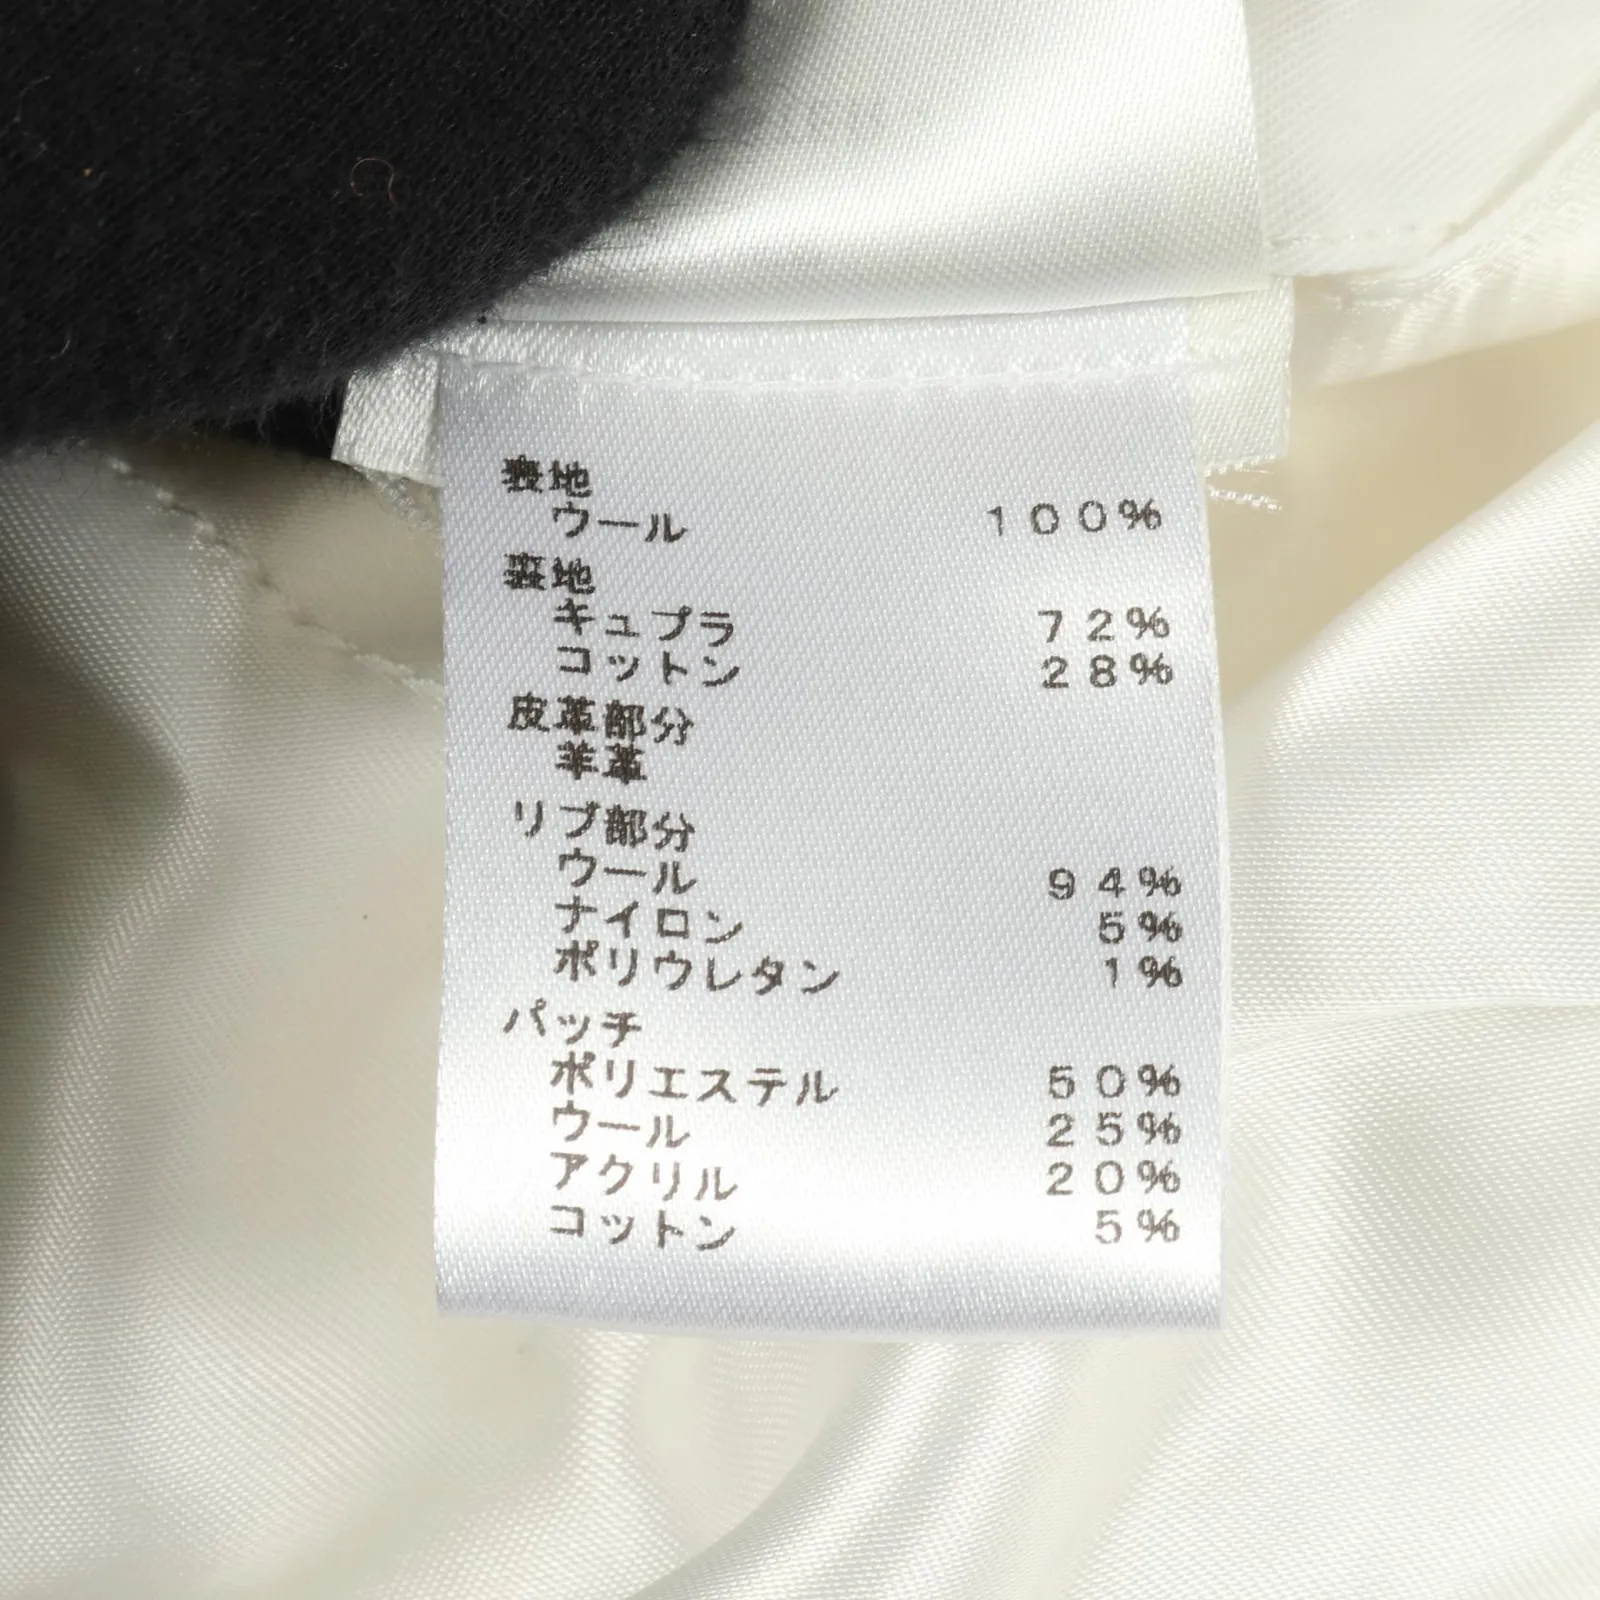 表地
ウール 100%
裏地
キュプラ 72%
コットン 28%
皮革部分
羊革
リブ部分
ウール 94%
ナイロン 5%
ポリウレタン 1%
パッチ
ポリエステル 50%
ウール 25%
アクリル 20%
コットン 5%